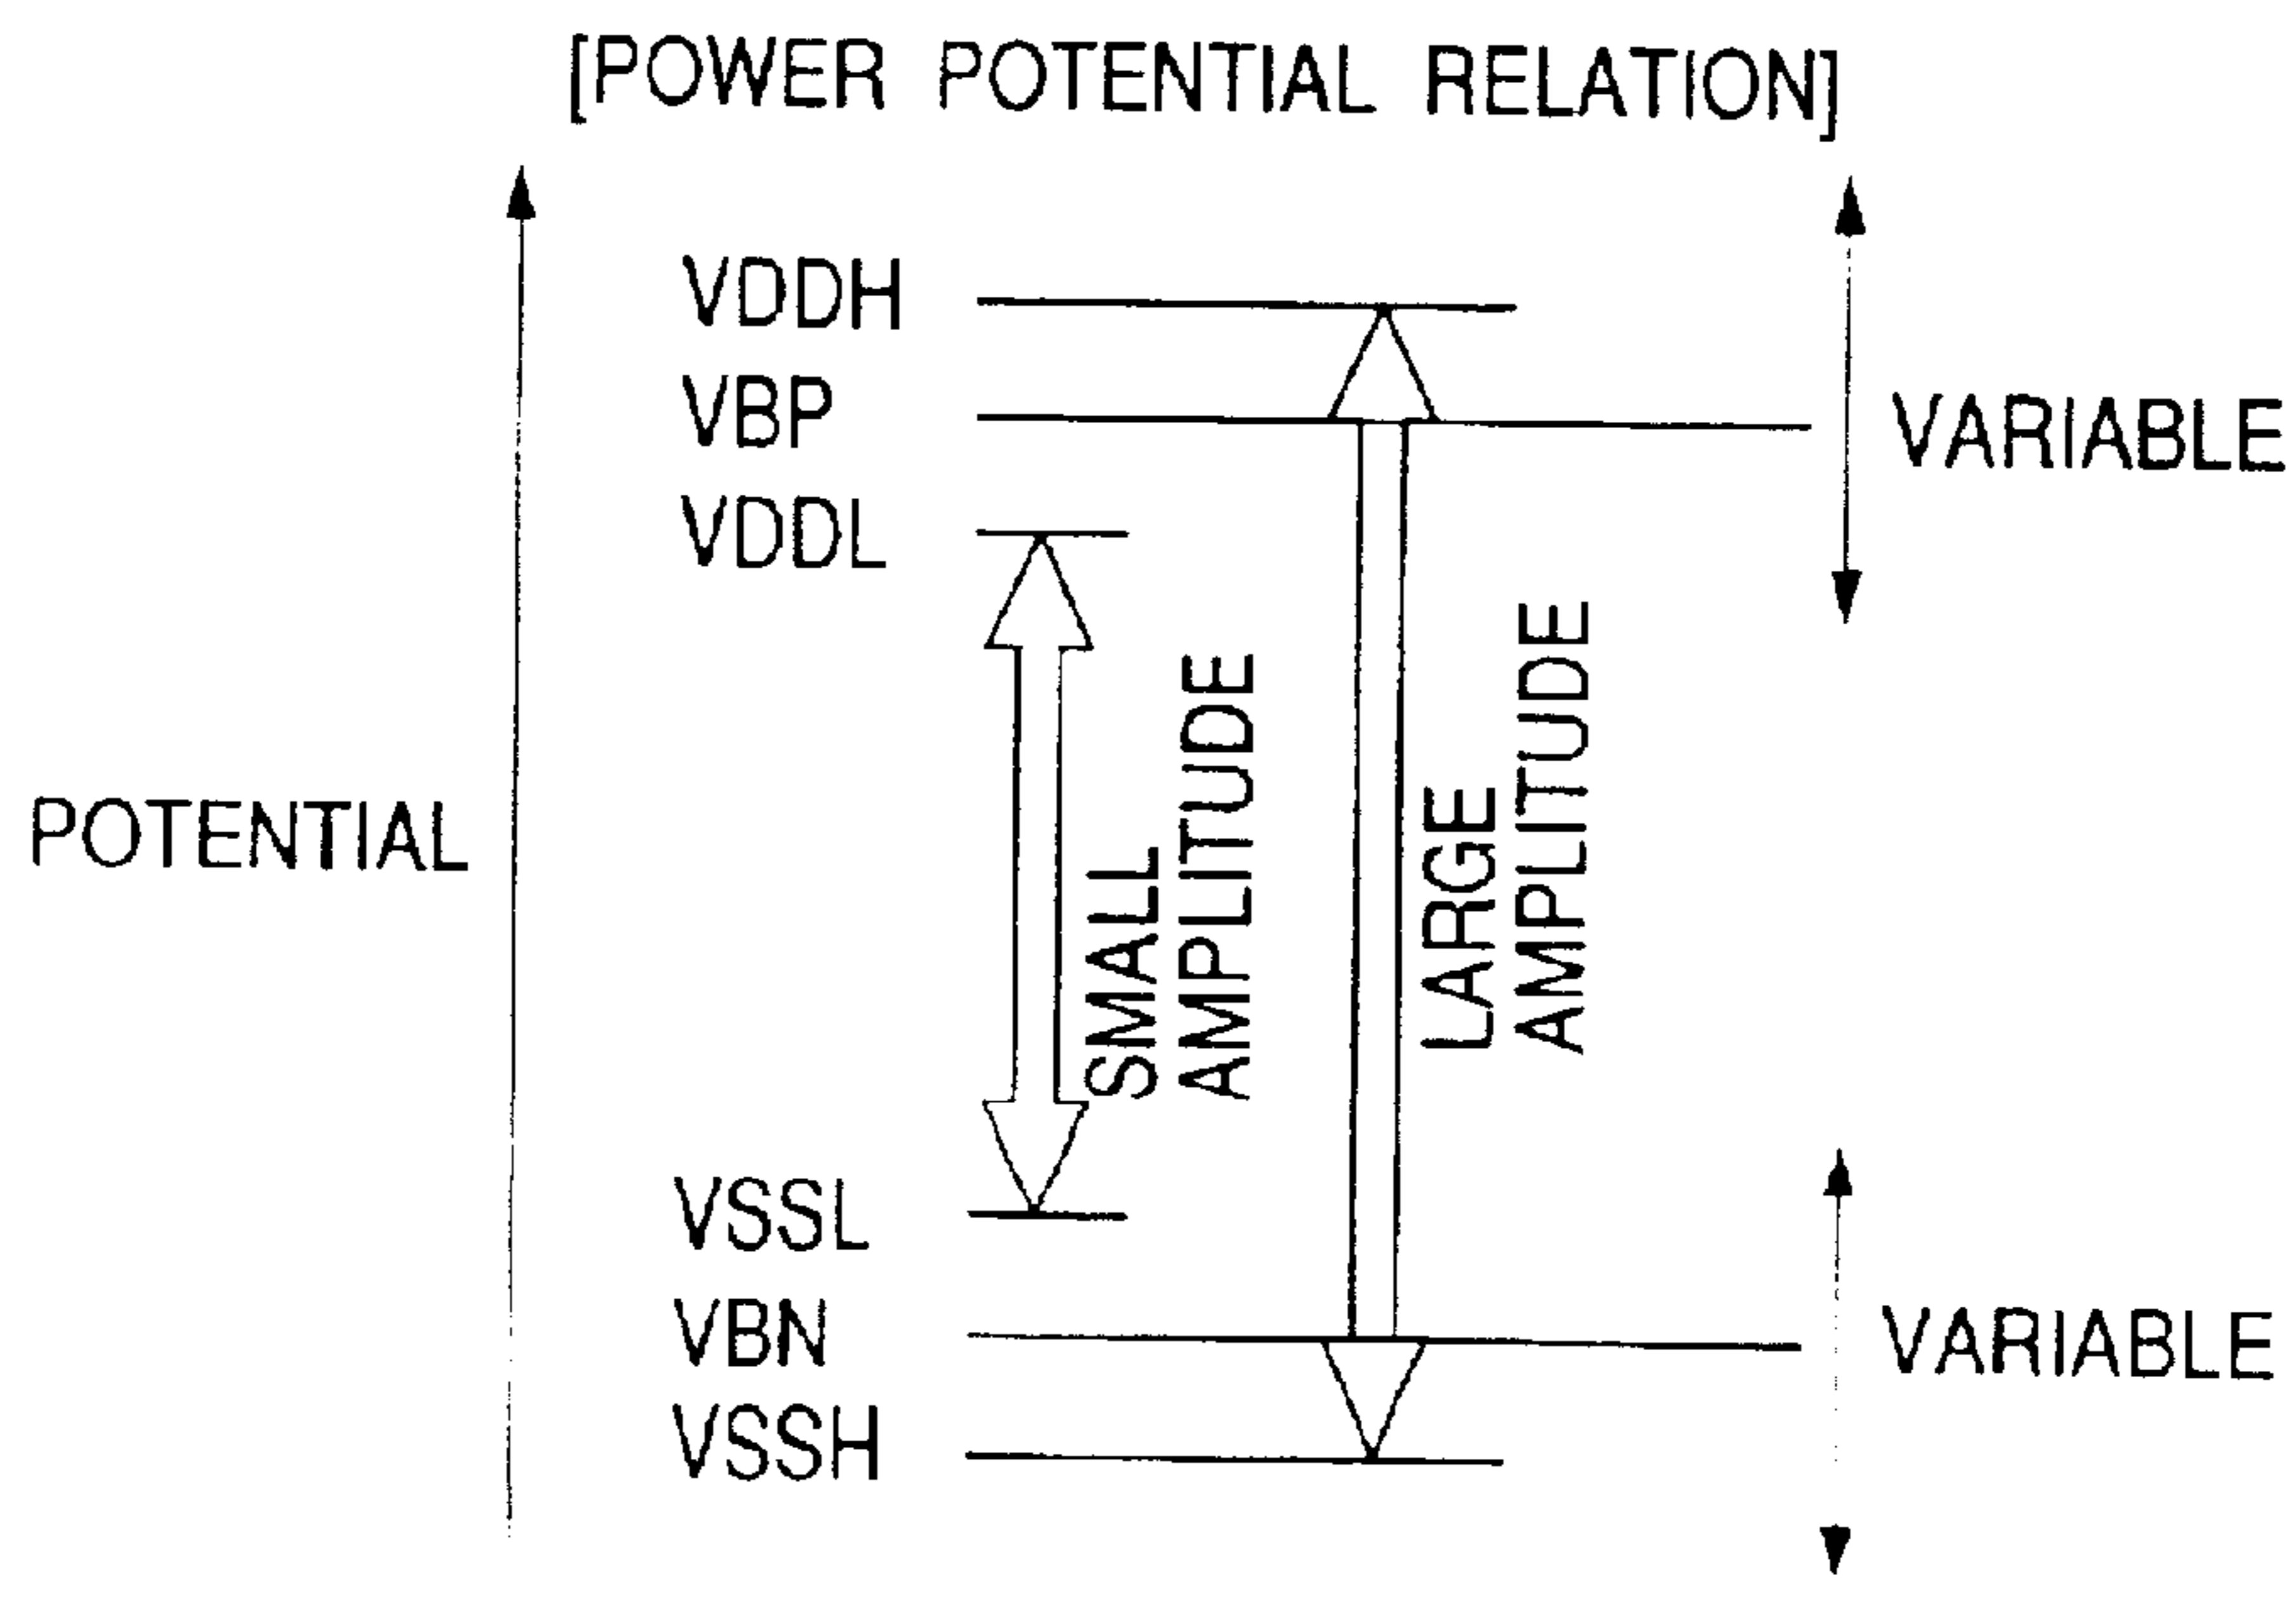 [POWER POTENTIAL RELATION]
VDDH
VBP
VARIABLE
VDDL
POTENTIAL
SMALL
AMPLITUDE
LARGE
AMPLITUDE
VSSL
VBN
VARIABLE
VSSH